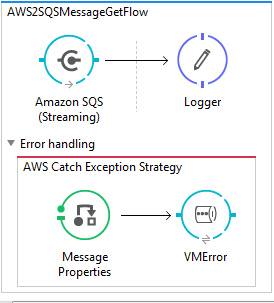 AWS2SQSMessageGetFlow
Amazon SQS
(Streaming)
Logger
Error handling
AWS Catch Exception Strategy
Message
Properties
VMError